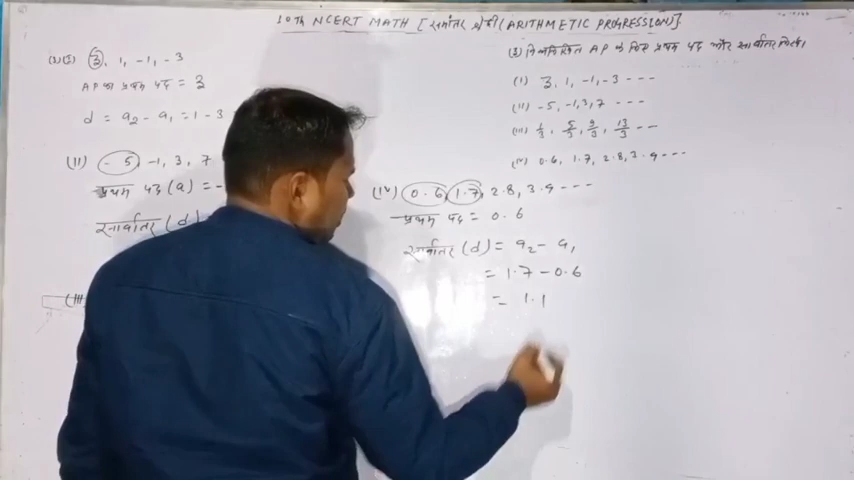 10th NCERT MATH [समांतर श्रेढ़ी (ARITHMETIC PROGRESSION)]
(3) निम्नलिखित AP के लिए प्रथम पद और सार्वान्तर लिखें।
(i) 3, 1, -1, -3 ---
(ii) -5, -1, 3, 7 ---
(iii) 1/3, 5/3, 9/3, 13/3 ---
(iv) 0.6, 1.7, 2.8, 3.9 ---
3, 1, -1, -3
AP का प्रथम पद = 3
d = a₂ - a₁ = 1 - 3
(ii) -5, -1, 3, 7
प्रथम पद (a) = -
सार्वान्तर (d)
(iii)
(iv) 0.6, 1.7, 2.8, 3.9 ---
प्रथम पद = 0.6
सार्वान्तर (d) = a₂ - a₁
= 1.7 - 0.6
= 1.1